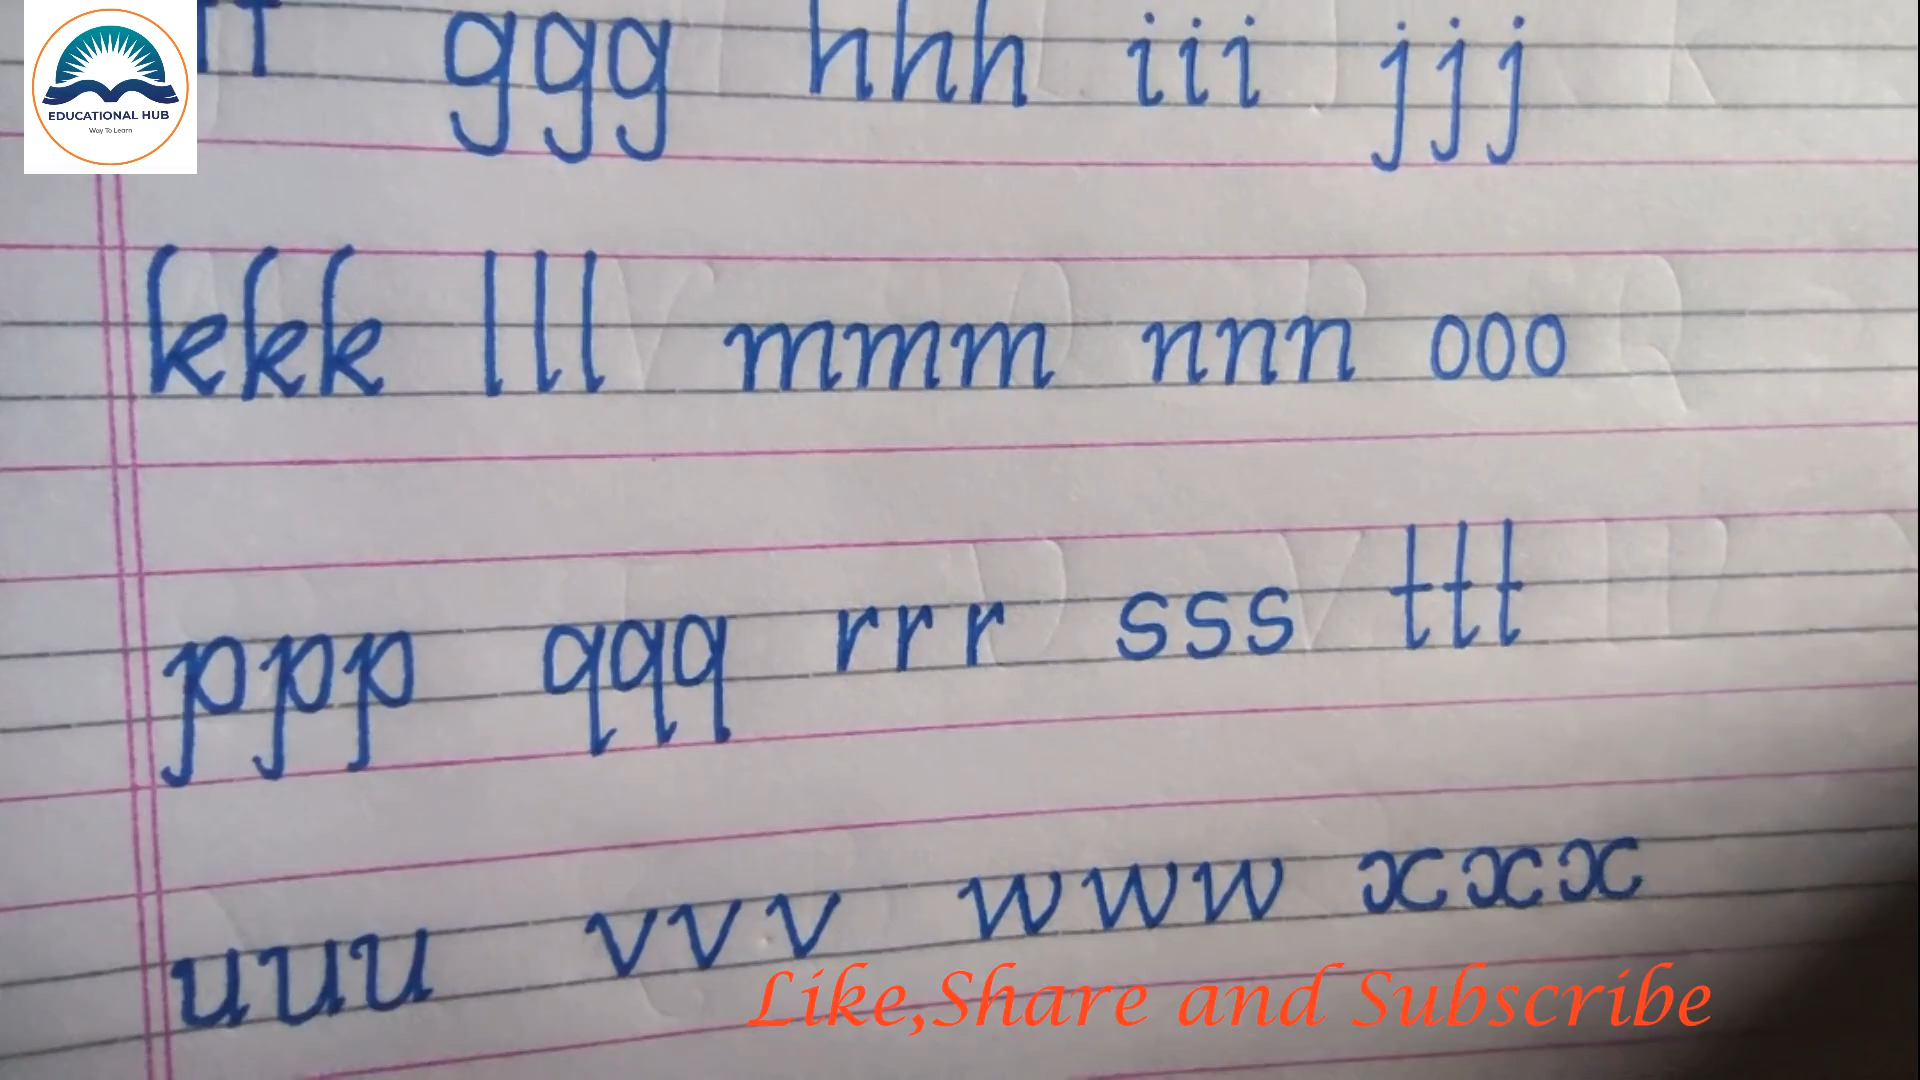 EDUCATIONAL HUB
Way To Learn
ggg hhh iii jjj
kkk lll mmm nnn ooo
ppp qqq rrr sss ttt
uuu vvv www xxx
Like,Share and Subscribe